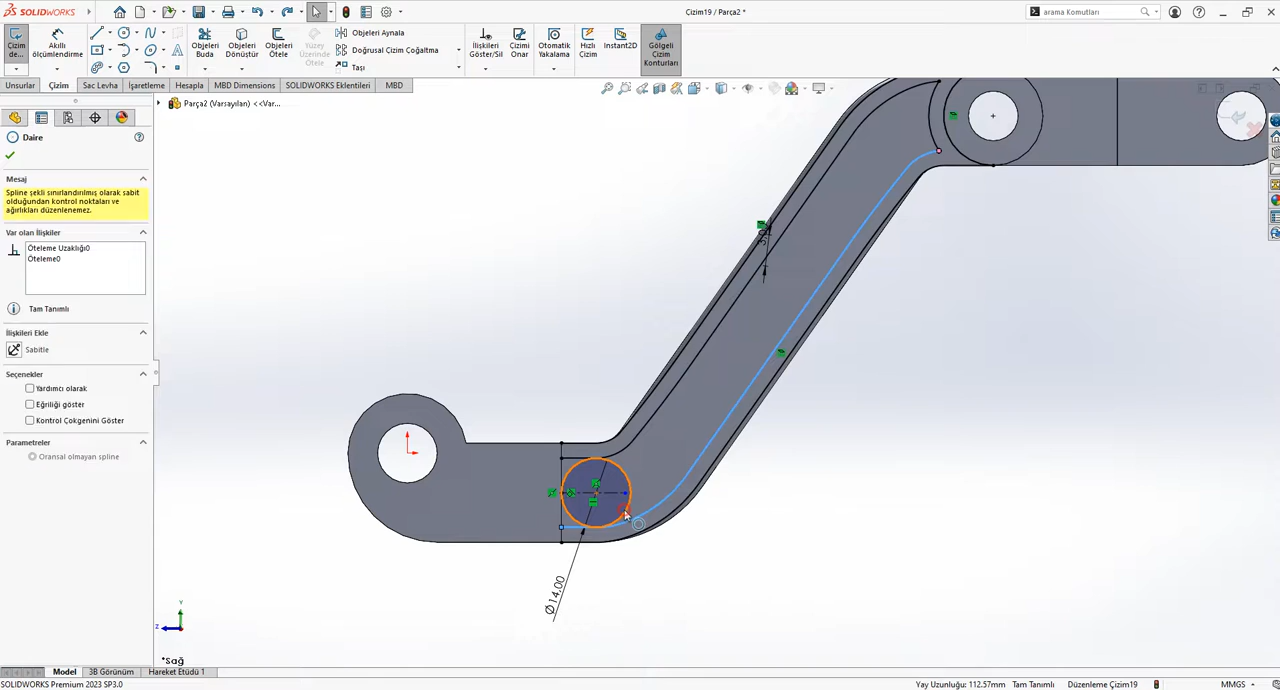 SOLIDWORKS
Çizim19 / Parça2 *
arama Komutları
Çizim de...
Akıllı ölçümlendirme
Objeleri Buda
Objeleri Dönüştür
Objeleri Ötele
Yüzey Üzerinde Ötele
Objeleri Aynala
Doğrusal Çizim Çoğaltma
Taşı
İlişkileri Göster/Sil
Çizimi Onar
Otomatik Yakalama
Hızlı Çizim
Instant2D
Gölgeli Çizim Konturları
Unsurlar
Çizim
Sac Levha
İşaretleme
Hesapla
MBD Dimensions
SOLIDWORKS Eklentileri
MBD
Parça2 (Varsayılan) <<Var...
Daire
Mesaj
Spline şekli sınırlandırılmış olarak sabit
olduğundan kontrol noktaları ve
ağırlıkları düzenlenemez.
Var olan İlişkiler
Öteleme Uzaklığı0
Öteleme0
Tam Tanımlı
İlişkileri Ekle
Sabitle
Seçenekler
Yardımcı olarak
Eğriliği göster
Kontrol Çokgenini Göster
Parametreler
Oransal olmayan spline
Ø14.00
Y
Z
*Sağ
Model
3B Görünüm
Hareket Etüdü 1
SOLIDWORKS Premium 2023 SP3.0
Yay Uzunluğu: 112.57mm
Tam Tanımlı
Düzenleme Çizim19
MMGS